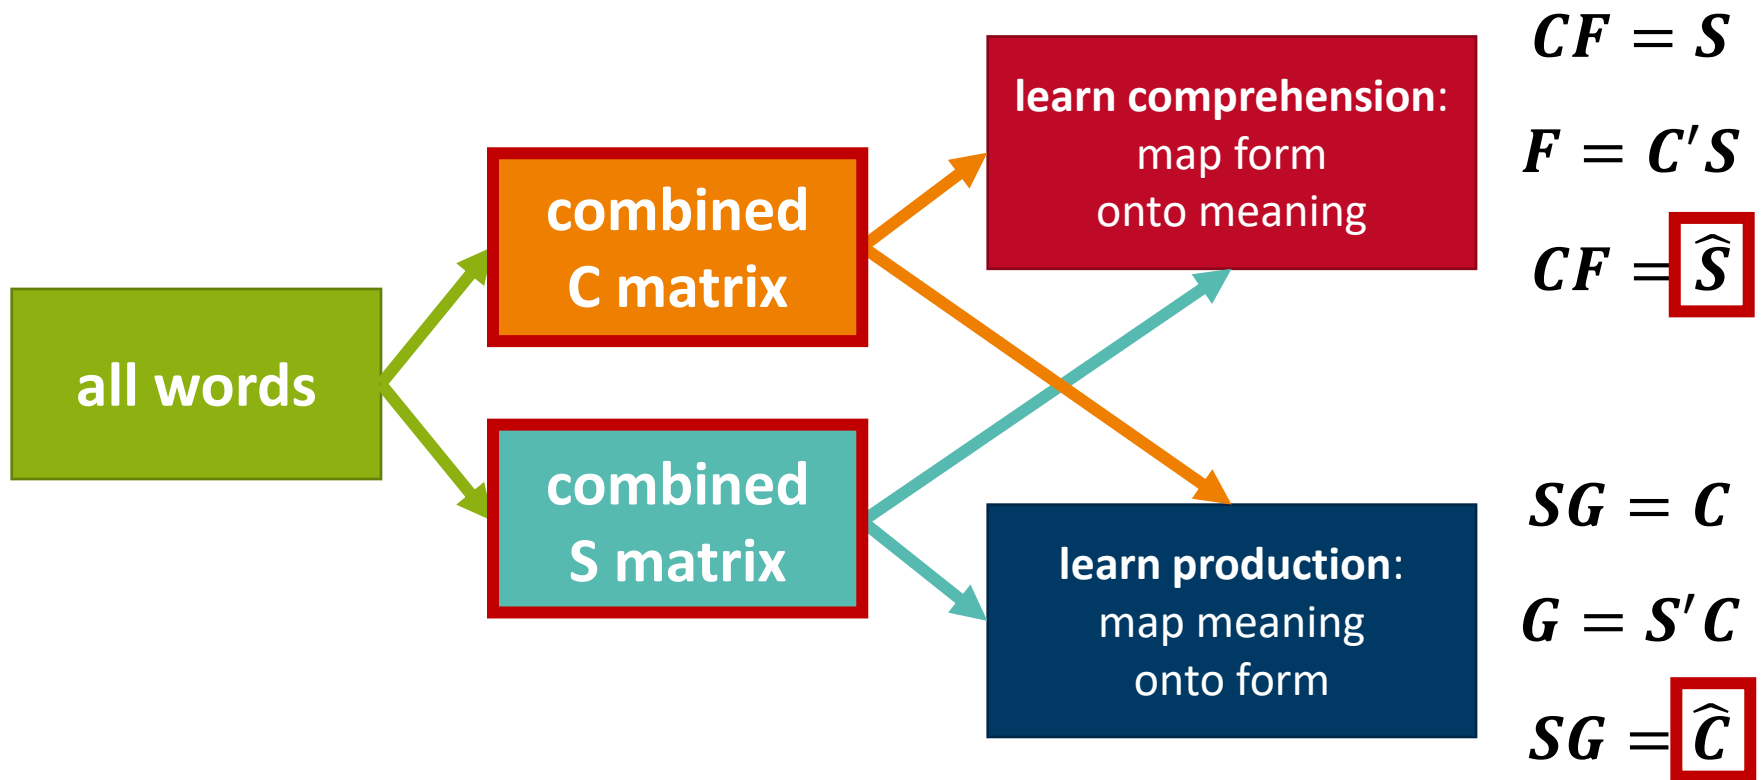 all words
combined
C matrix
combined
S matrix
learn comprehension:
map form
onto meaning
CF = S
F = C′S
CF = Ŝ
learn production:
map meaning
onto form
SG = C
G = S′C
SG = Ĉ